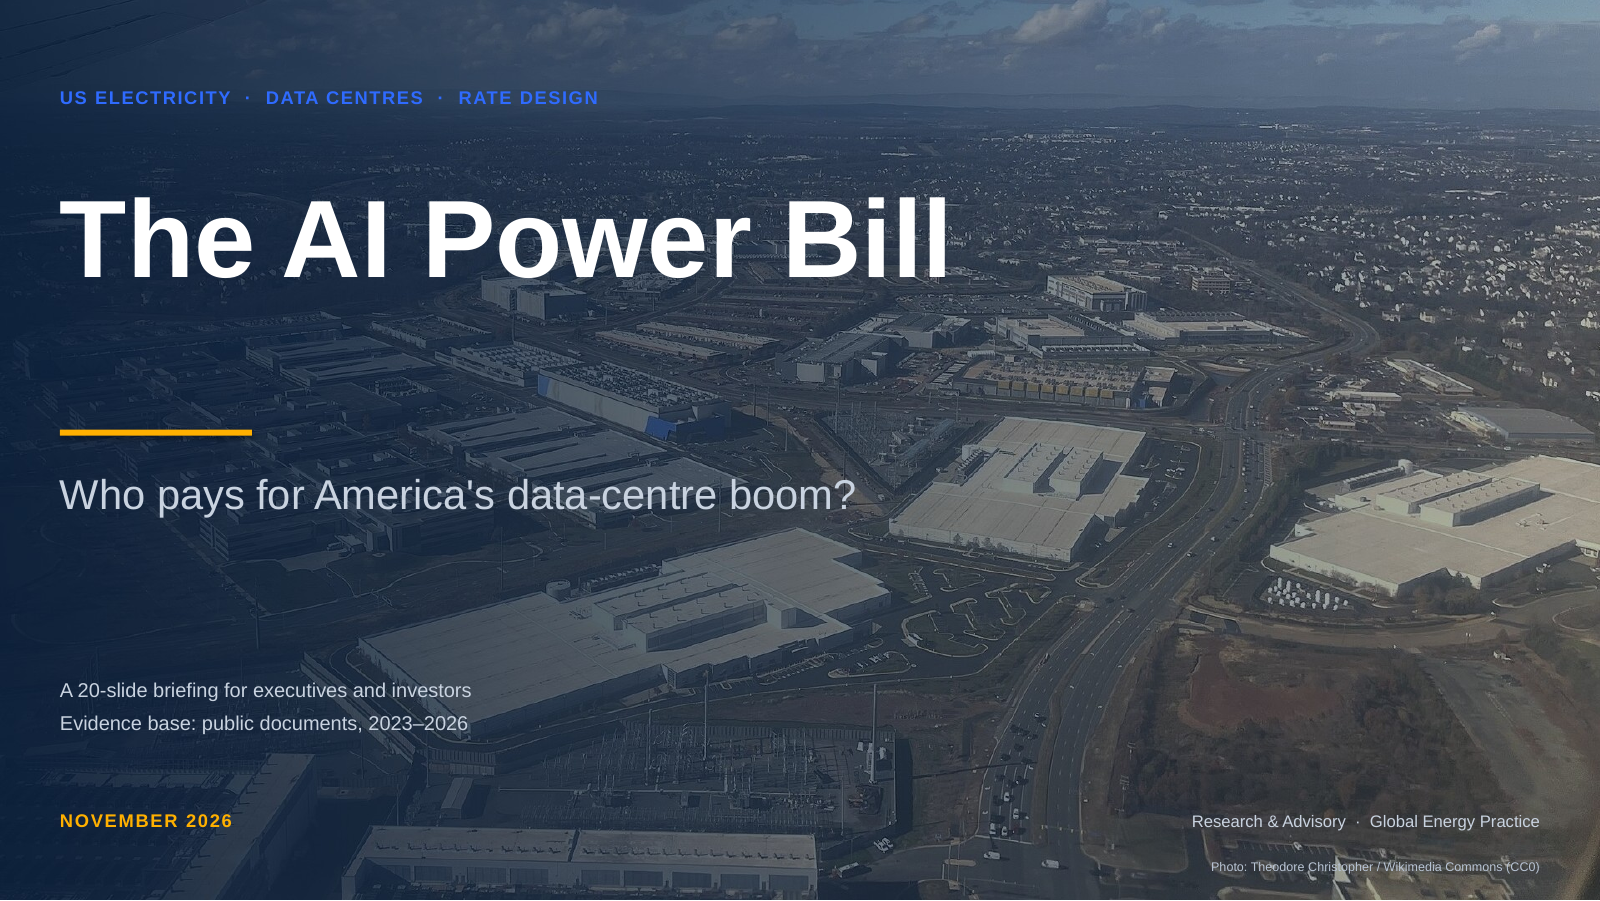 US ELECTRICITY · DATA CENTRES · RATE DESIGN
The AI Power Bill
Who pays for America's data-centre boom?
A 20-slide briefing for executives and investors
Evidence base: public documents, 2023–2026
NOVEMBER 2026
Research & Advisory · Global Energy Practice
Photo: Theodore Christopher / Wikimedia Commons (CC0)